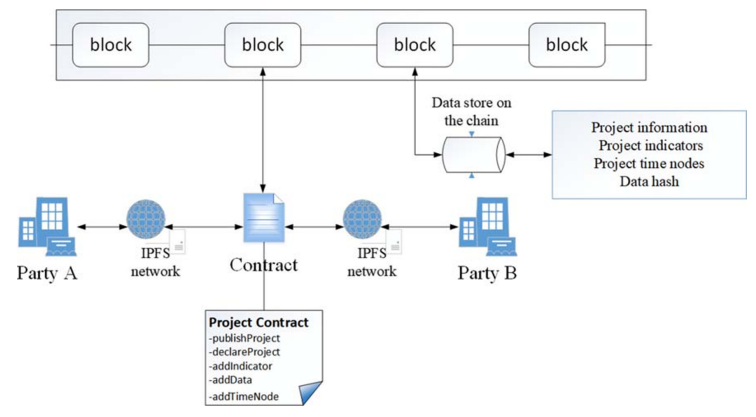 block
block
block
block
Data store on
the chain
Project information
Project indicators
Project time nodes
Data hash
Party A
IPFS
network
Contract
IPFS
network
Party B
Project Contract
-publishProject
-declareProject
-addIndicator
-addData
-addTimeNode